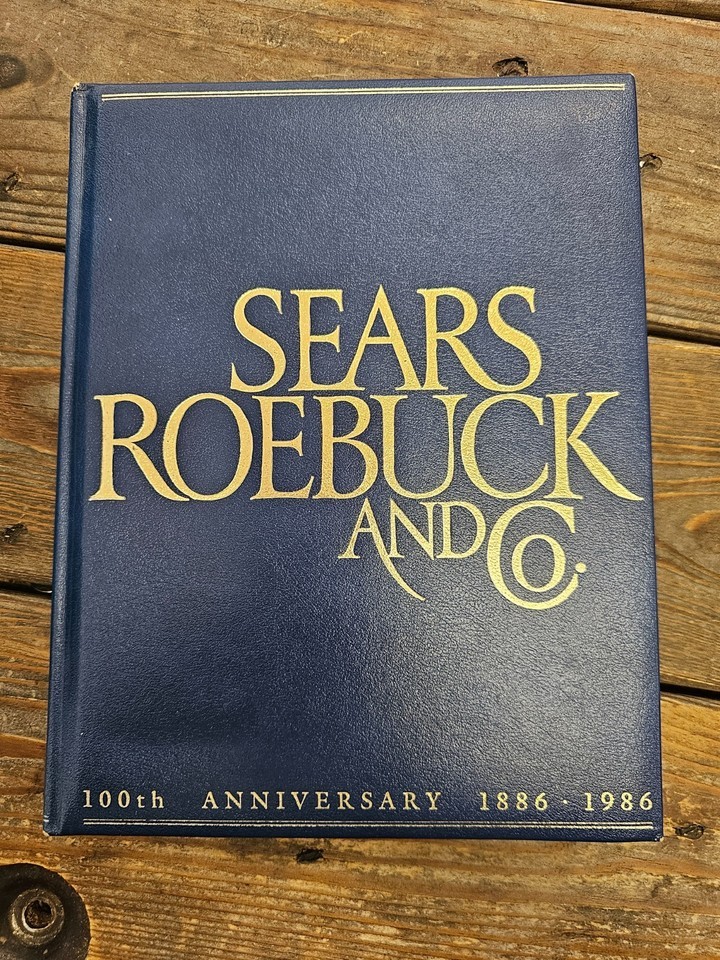 SEARS
ROEBUCK
AND CO.
100th ANNIVERSARY 1886 · 1986